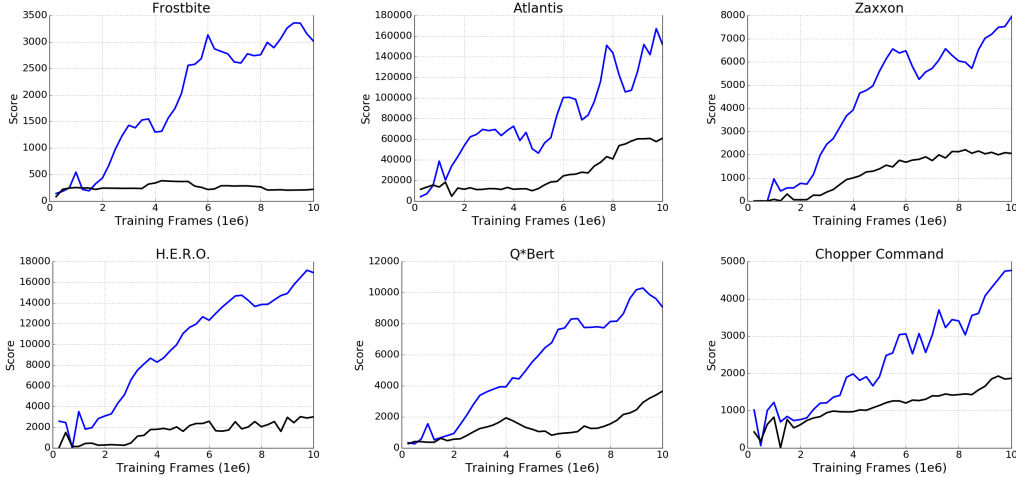 Frostbite
3500
3000
2500
2000
1500
1000
500
0
Score
0 2 4 6 8 10
Training Frames (1e6)
Atlantis
180000
160000
140000
120000
100000
80000
60000
40000
20000
0
Score
0 2 4 6 8 10
Training Frames (1e6)
Zaxxon
8000
7000
6000
5000
4000
3000
2000
1000
0
Score
0 2 4 6 8 10
Training Frames (1e6)
H.E.R.O.
18000
16000
14000
12000
10000
8000
6000
4000
2000
0
Score
0 2 4 6 8 10
Training Frames (1e6)
Q*Bert
12000
10000
8000
6000
4000
2000
0
Score
0 2 4 6 8 10
Training Frames (1e6)
Chopper Command
5000
4000
3000
2000
1000
0
Score
0 2 4 6 8 10
Training Frames (1e6)